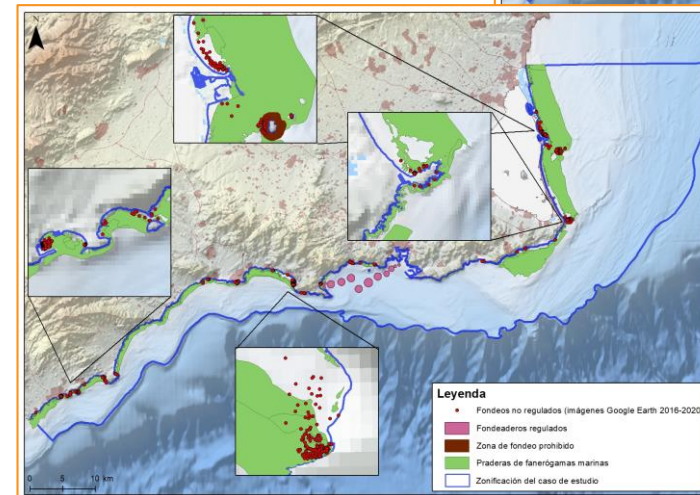 Leyenda
Fondeos no regulados (imágenes Google Earth 2016-2020
Fondeaderos regulados
Zona de fondeo prohibido
Praderas de fanerógamas marinas
Zonificación del caso de estudio
0 5 10 km